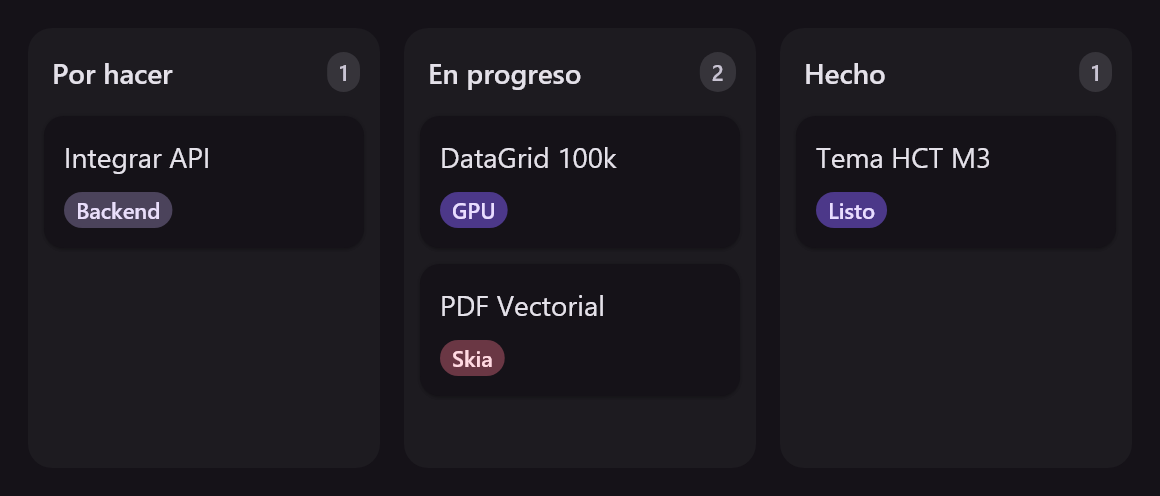 Por hacer
1
Integrar API
Backend
En progreso
2
DataGrid 100k
GPU
PDF Vectorial
Skia
Hecho
1
Tema HCT M3
Listo